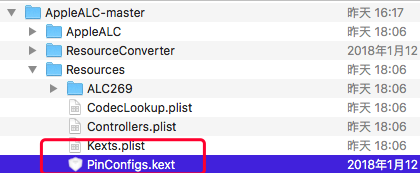 AppleALC-master 昨天 16:17
AppleALC 昨天 18:06
ResourceConverter 2018年1月12
Resources 昨天 18:06
ALC269 昨天 18:06
CodecLookup.plist 昨天 18:06
Controllers.plist 昨天 18:06
Kexts.plist 昨天 18:06
PinConfigs.kext 2018年1月12